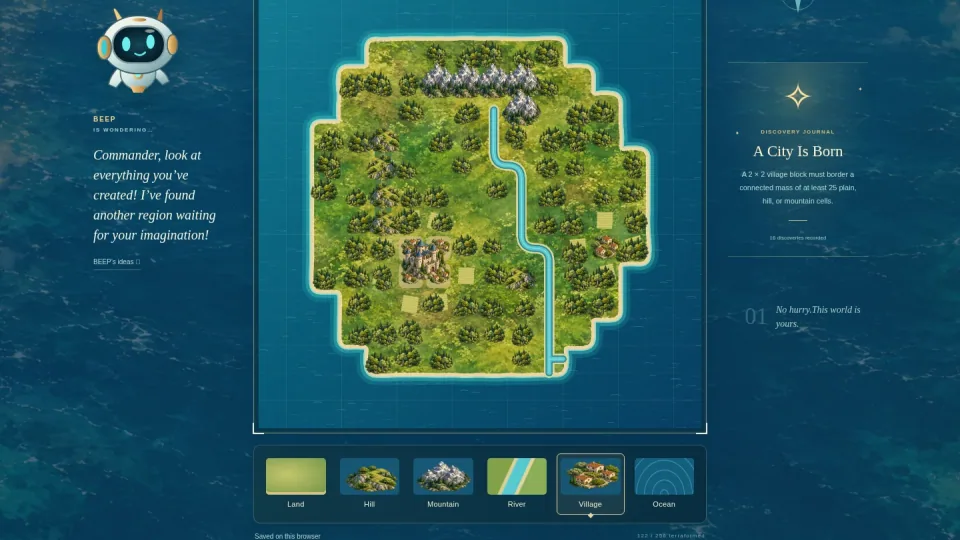 BEEP
IS WONDERING...
Commander, look at
everything you've
created! I've found
another region waiting
for your imagination!
BEEP's ideas
DISCOVERY JOURNAL
A City Is Born
A 2 × 2 village block must border a
connected mass of at least 25 plain,
hill, or mountain cells.
01
No hurry.This world is
yours.
Land
Hill
Mountain
River
Village
Ocean
Saved on this browser